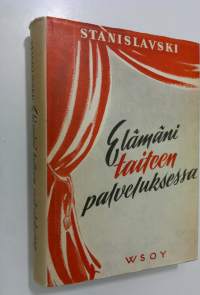 STANISLAVSKI
Elämäni
taiteen
palveluksessa
WSOY